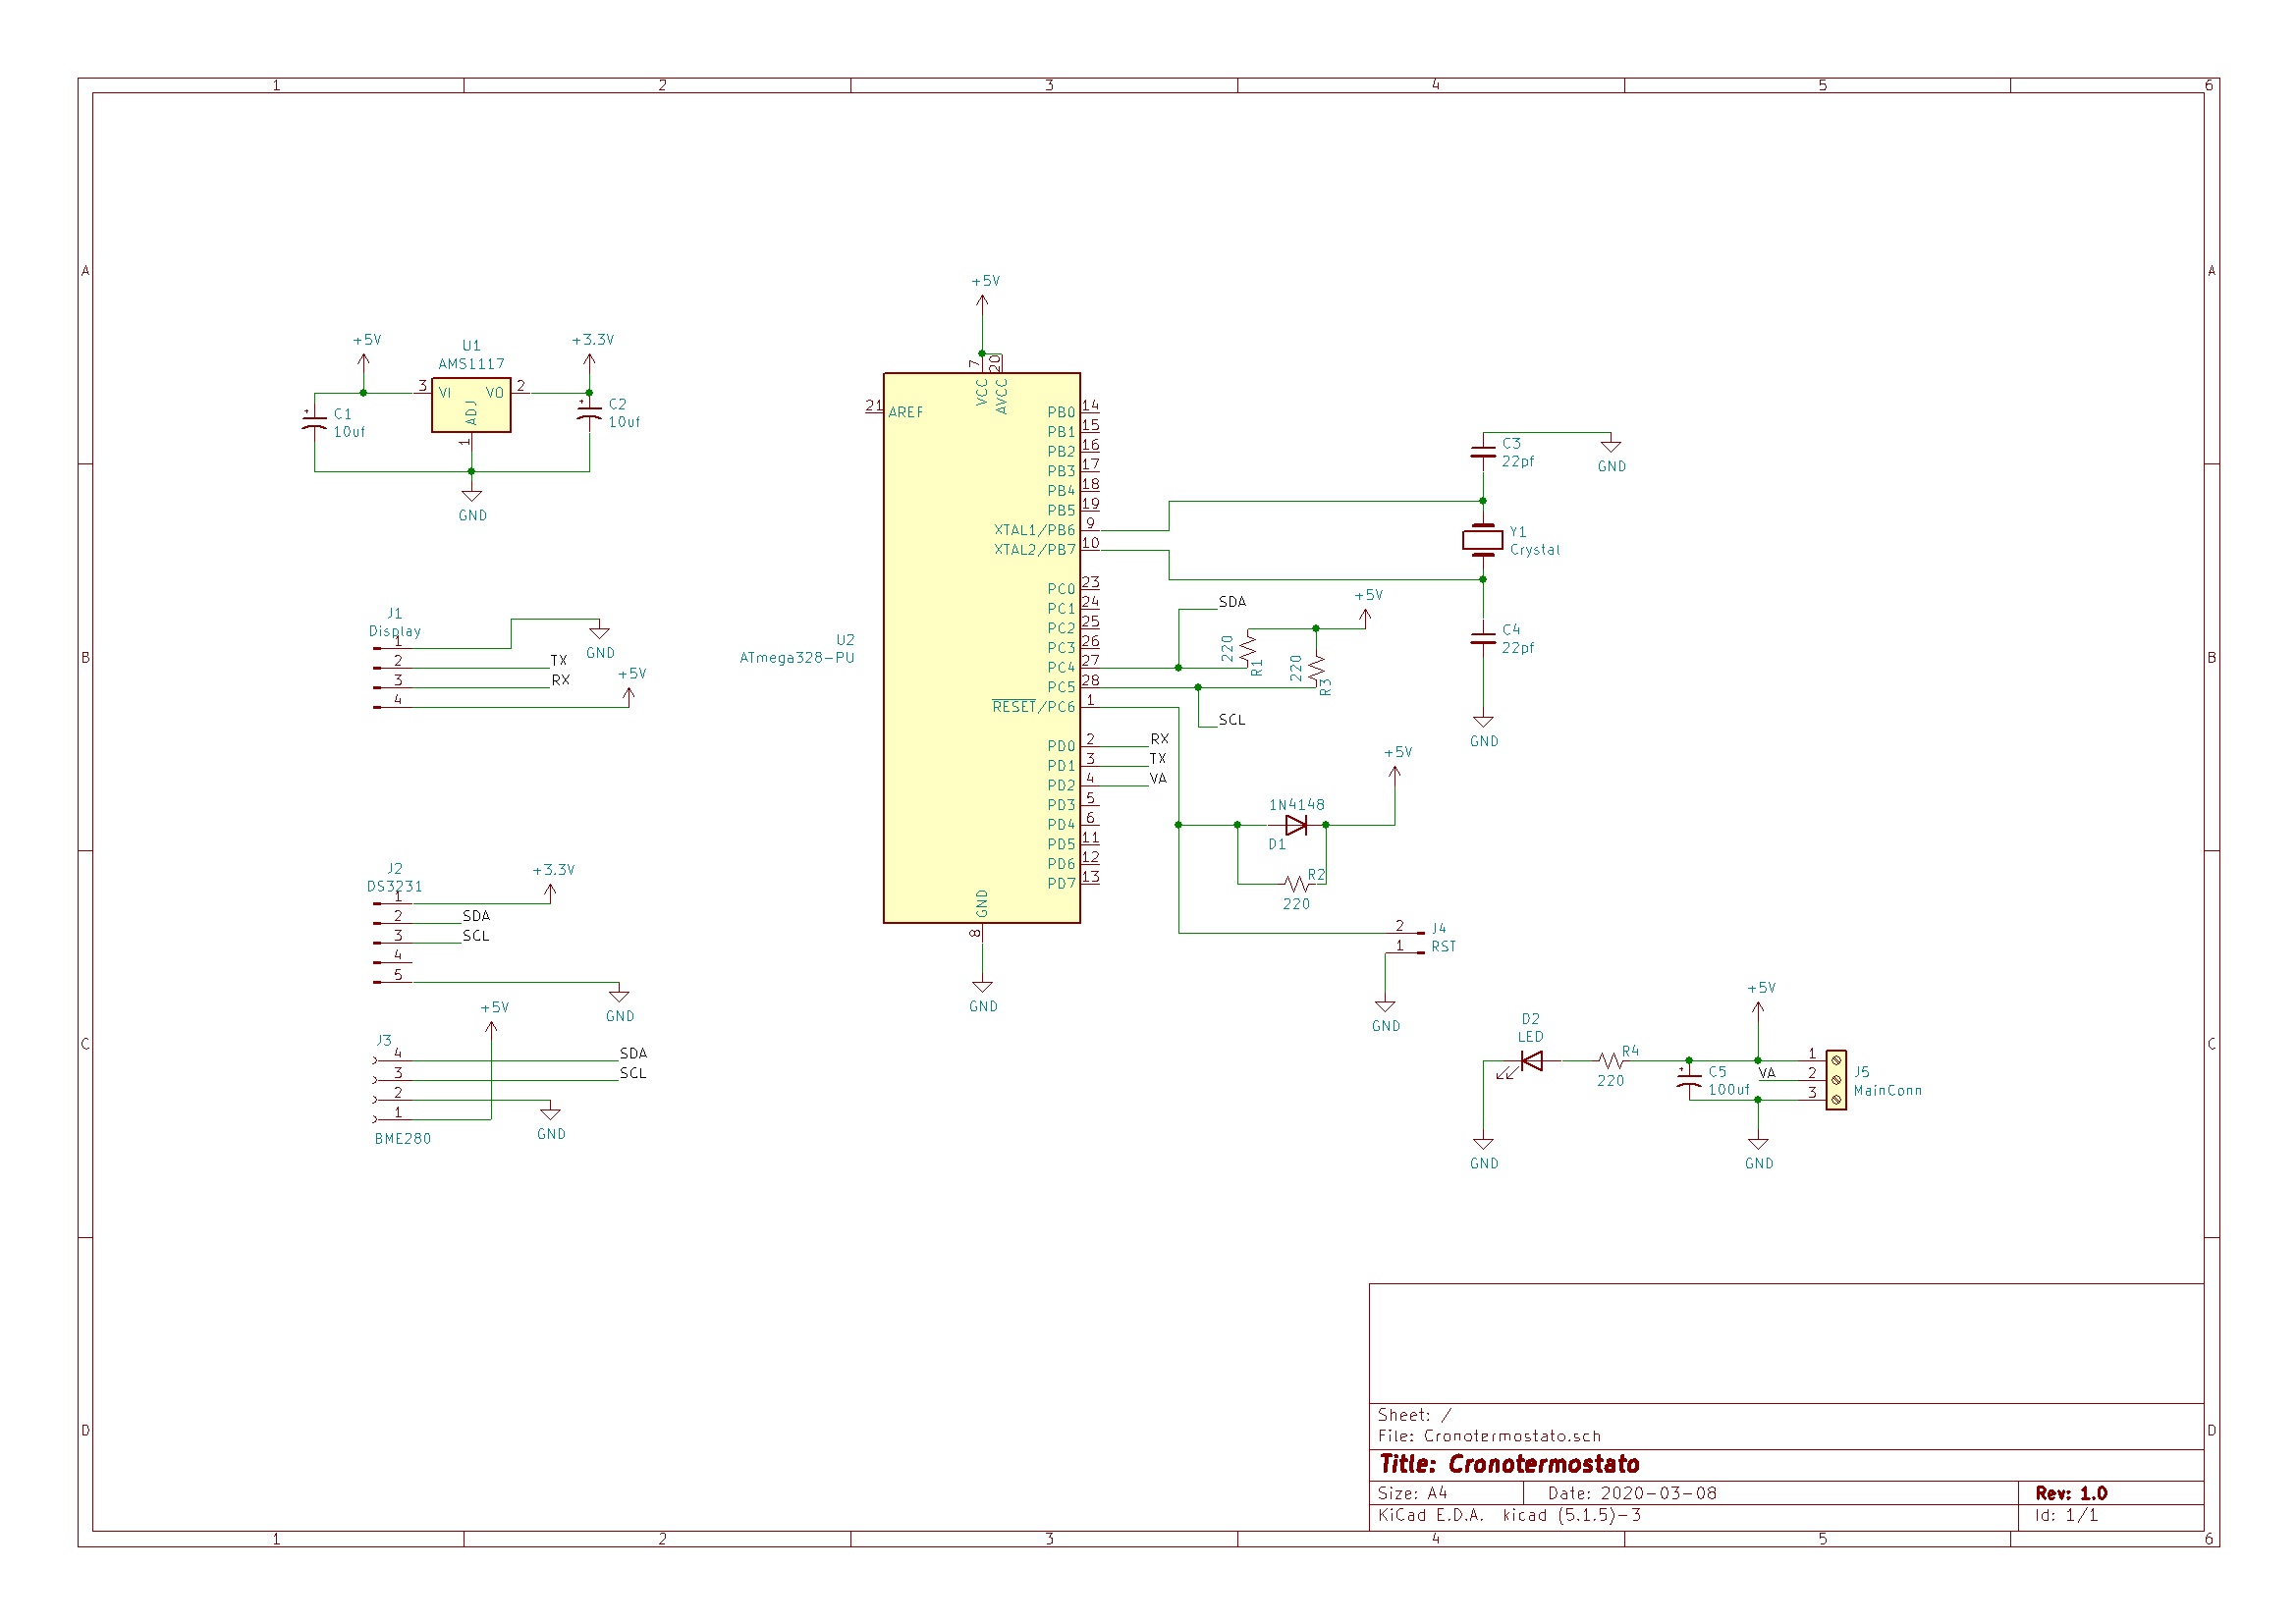 1 2 3 4 5 6
A A
B B
C C
D D
+5V
+3.3V
U1
AMS1117
3 VI VO 2
ADJ
1
C1
10uf
C2
10uf
GND
J1
Display
1
2 TX
3 RX
4
GND
+5V
J2
DS3231
+3.3V
1
2 SDA
3 SCL
4
5
GND
+5V
J3
4 SDA
3 SCL
2
1
GND
BME280
+5V
7 20
VCC
AVCC
21 AREF
U2
ATmega328-PU
PB0 14
PB1 15
PB2 16
PB3 17
PB4 18
PB5 19
XTAL1/PB6 9
XTAL2/PB7 10
PC0 23
PC1 24
PC2 25
PC3 26
PC4 27
PC5 28
RESET/PC6 1
PD0 2 RX
PD1 3 TX
PD2 4 VA
PD3 5
PD4 6
PD5 11
PD6 12
PD7 13
GND
8
GND
C3
22pf
GND
Y1
Crystal
C4
22pf
GND
SDA
+5V
220
R1
220
R3
SCL
+5V
1N4148
D1
R2
220
2 J4
1 RST
GND
D2
LED
GND
R4
220
+5V
C5
100uf
VA
1
2
3
J5
MainConn
GND
Sheet: /
File: Cronotermostato.sch
Title: Cronotermostato
Size: A4 Date: 2020-03-08 Rev: 1.0
KiCad E.D.A. kicad (5.1.5)-3 Id: 1/1
1 2 3 4 5 6